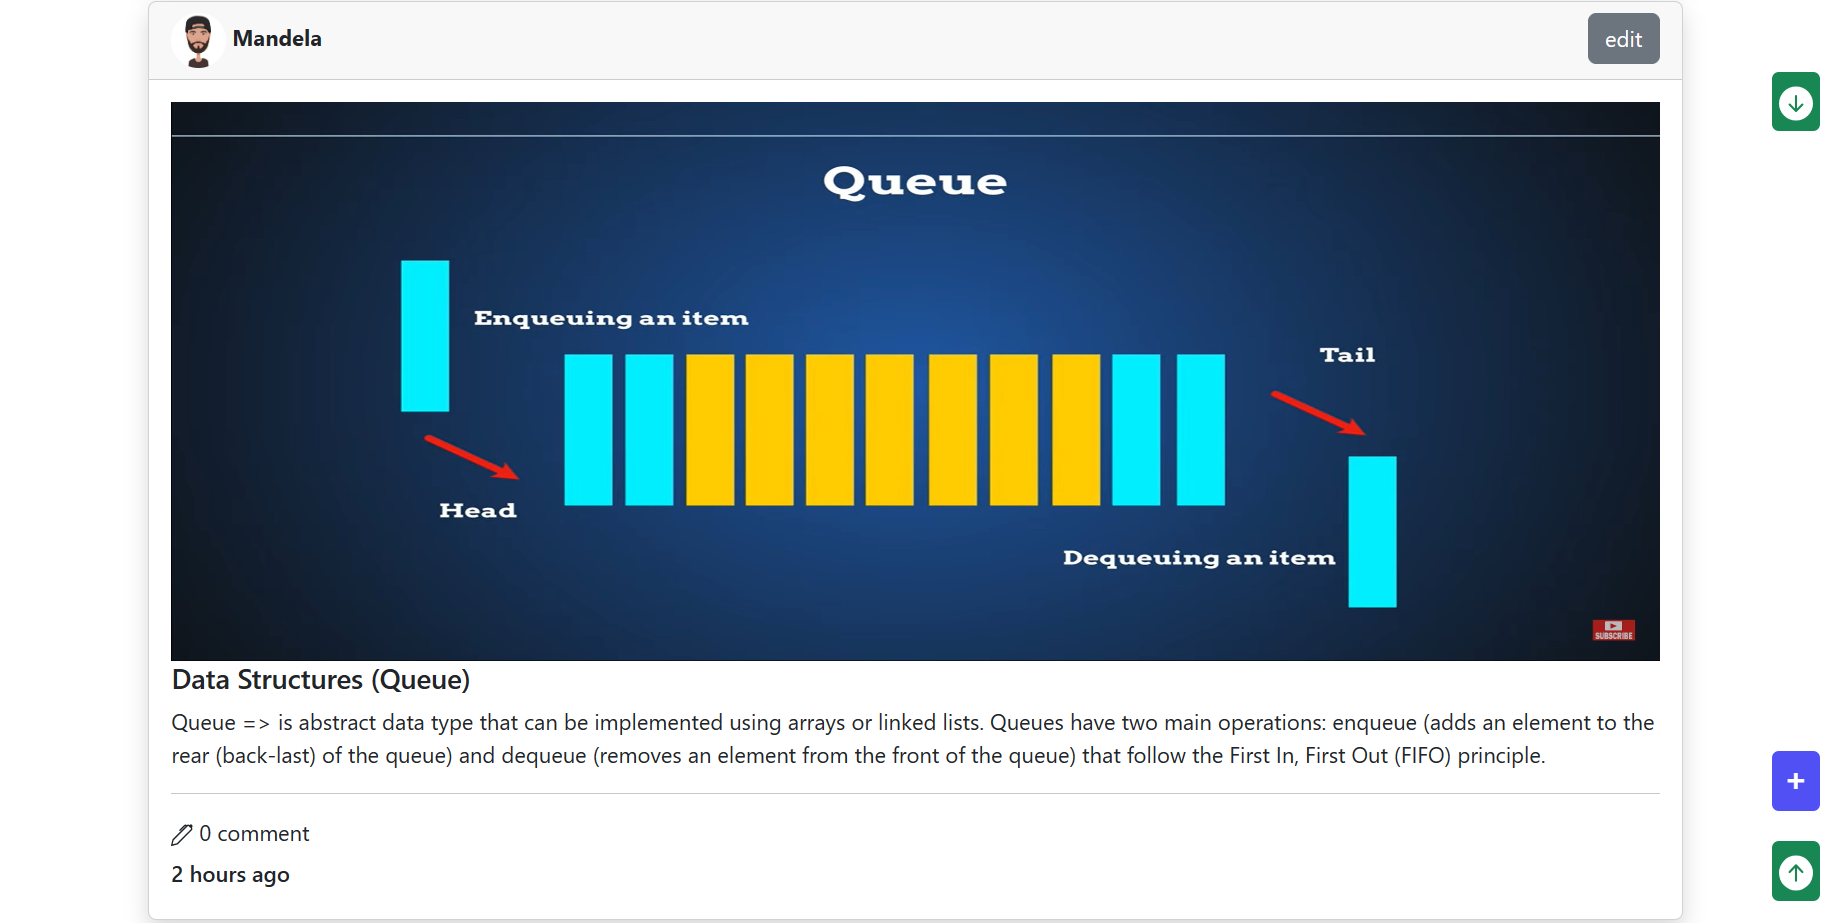 Mandela
edit
Queue
Enqueuing an item
Tail
Head
Dequeuing an item
SUBSCRIBE
Data Structures (Queue)
Queue => is abstract data type that can be implemented using arrays or linked lists. Queues have two main operations: enqueue (adds an element to the
rear (back-last) of the queue) and dequeue (removes an element from the front of the queue) that follow the First In, First Out (FIFO) principle.
0 comment
2 hours ago
+